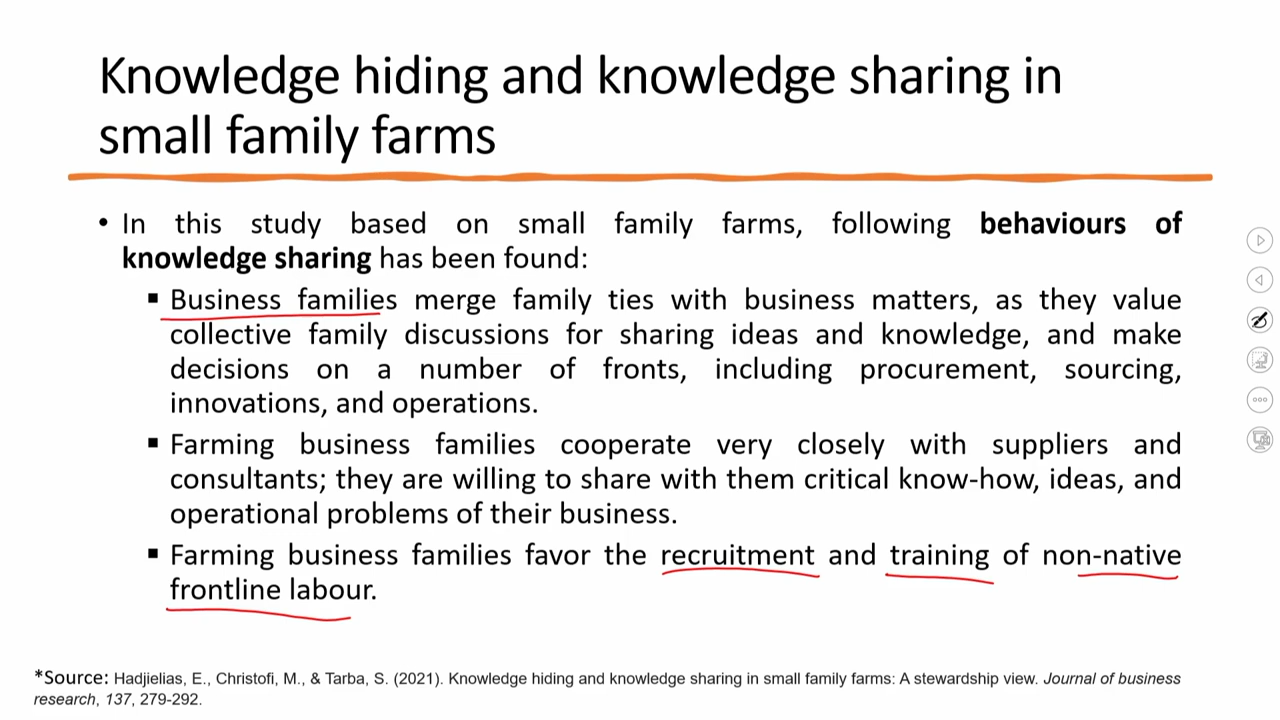 Knowledge hiding and knowledge sharing in
small family farms
• In this study based on small family farms, following behaviours of
knowledge sharing has been found:
▪ Business families merge family ties with business matters, as they value
collective family discussions for sharing ideas and knowledge, and make
decisions on a number of fronts, including procurement, sourcing,
innovations, and operations.
▪ Farming business families cooperate very closely with suppliers and
consultants; they are willing to share with them critical know-how, ideas, and
operational problems of their business.
▪ Farming business families favor the recruitment and training of non-native
frontline labour.
*Source: Hadjielias, E., Christofi, M., & Tarba, S. (2021). Knowledge hiding and knowledge sharing in small family farms: A stewardship view. Journal of business
research, 137, 279-292.